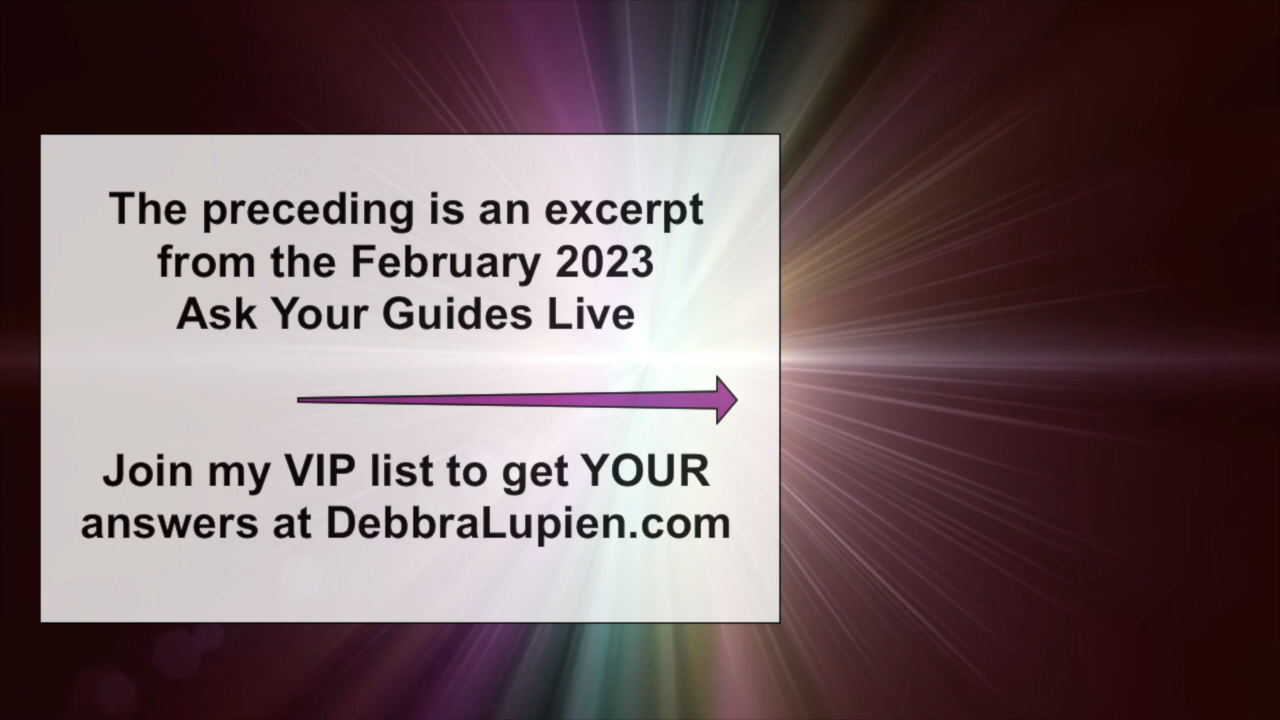 The preceding is an excerpt
from the February 2023
Ask Your Guides Live
Join my VIP list to get YOUR
answers at DebbraLupien.com